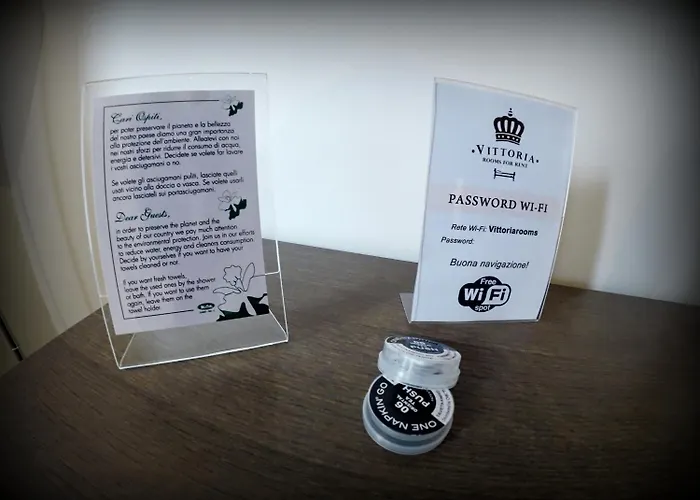 Cari Ospiti,
per poter preservare il pianeta e la bellezza
del nostro paese diamo una gran importanza
alla protezione dell'ambiente. Alleatevi con noi
nei nostri sforzi per ridurre il consumo di acqua,
energia e detersivi. Decidete se volete far lavare
i vostri asciugamani o no.
Se volete gli asciugamani puliti, lasciate quelli
usati vicino alla doccia o vasca. Se volete usarli
ancora lasciateli sui portasciugamani.
Dear Guests,
in order to preserve the planet and the
beauty of our country we pay much attention
to the environmental protection. Join us in our efforts
to reduce water, energy and cleaners consumption.
Decide by yourselves if you want to have your
towels cleaned or not.
If you want fresh towels,
leave the used ones by the shower
or bath, if you want to use them
again, leave them on the
towel holder.
VITTORIA
ROOMS FOR RENT
PASSWORD WI-FI
Rete Wi-Fi: Vittoriarooms
Password:
Buona navigazione!
Free
Wi Fi
spot
06
ORIENTAL
TEA
PUSH
ONE NAPKIN' GO